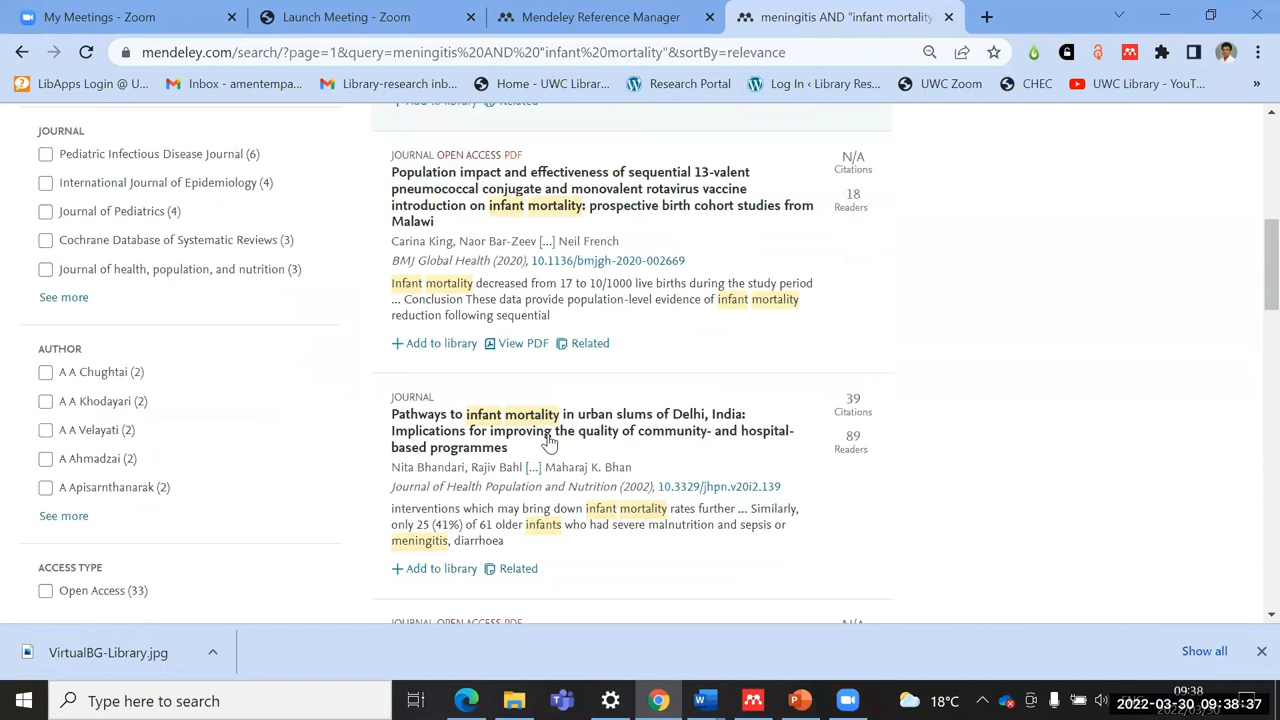 My Meetings - Zoom
Launch Meeting - Zoom
Mendeley Reference Manager
meningitis AND "infant mortality
mendeley.com/search/?page=1&query=meningitis%20AND%20"infant%20mortality"&sortBy=relevance
LibApps Login @ U...
Inbox - amentempa...
Library-research inb...
Home - UWC Librar...
Research Portal
Log In ‹ Library Res...
UWC Zoom
CHEC
UWC Library - YouT...
»
JOURNAL
Pediatric Infectious Disease Journal (6)
International Journal of Epidemiology (4)
Journal of Pediatrics (4)
Cochrane Database of Systematic Reviews (3)
Journal of health, population, and nutrition (3)
See more
AUTHOR
A A Chughtai (2)
A A Khodayari (2)
A A Velayati (2)
A Ahmadzai (2)
A Apisarnthanarak (2)
See more
ACCESS TYPE
Open Access (33)
Add to library Related
JOURNAL OPEN ACCESS PDF
Population impact and effectiveness of sequential 13-valent
pneumococcal conjugate and monovalent rotavirus vaccine
introduction on infant mortality: prospective birth cohort studies from
Malawi
Carina King, Naor Bar-Zeev [...] Neil French
BMJ Global Health (2020), 10.1136/bmjgh-2020-002669
Infant mortality decreased from 17 to 10/1000 live births during the study period
... Conclusion These data provide population-level evidence of infant mortality
reduction following sequential
+ Add to library View PDF Related
N/A
Citations
18
Readers
JOURNAL
Pathways to infant mortality in urban slums of Delhi, India:
Implications for improving the quality of community- and hospital-
based programmes
Nita Bhandari, Rajiv Bahl [...] Maharaj K. Bhan
Journal of Health Population and Nutrition (2002), 10.3329/jhpn.v20i2.139
interventions which may bring down infant mortality rates further ... Similarly,
only 25 (41%) of 61 older infants who had severe malnutrition and sepsis or
meningitis, diarrhoea
+ Add to library Related
39
Citations
89
Readers
JOURNAL OPEN ACCESS PDF
N/A
VirtualBG-Library.jpg
Show all
Type here to search
18°C
ENG
09:38
2022-03-30 09:38:37